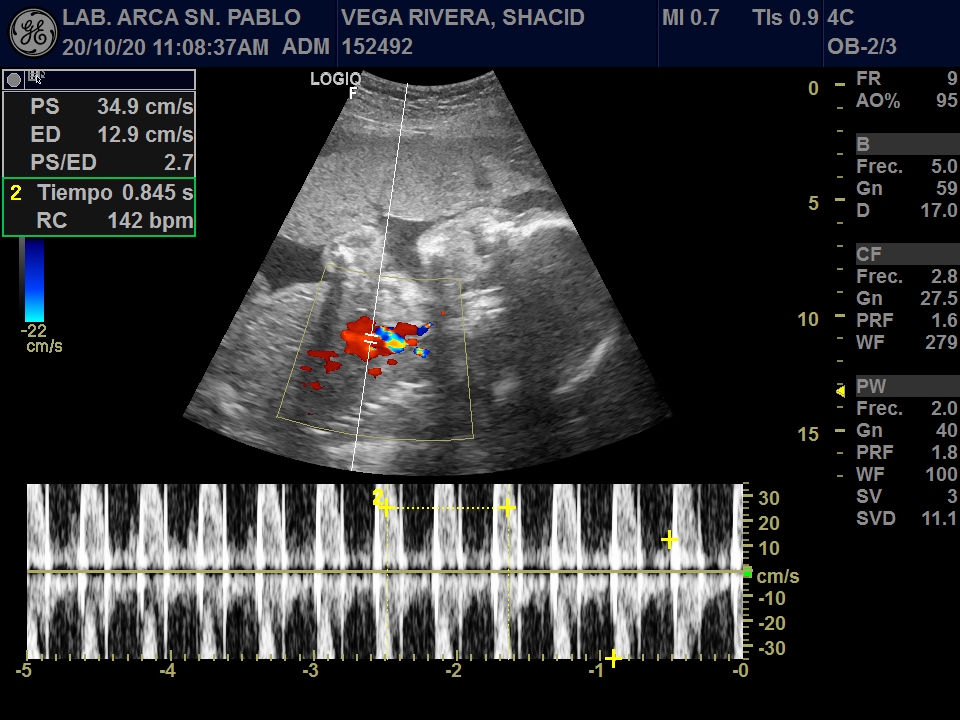 LAB. ARCA SN. PABLO
20/10/20 11:08:37AM ADM
VEGA RIVERA, SHACID
152492
MI 0.7 TIs 0.9
4C
OB-2/3
PS 34.9 cm/s
ED 12.9 cm/s
PS/ED 2.7
2 Tiempo 0.845 s
RC 142 bpm
-22
cm/s
LOGIQ
F
0
5
10
15
FR 9
AO% 95
B
Frec. 5.0
Gn 59
D 17.0
CF
Frec. 2.8
Gn 27.5
PRF 1.6
WF 279
PW
Frec. 2.0
Gn 40
PRF 1.8
WF 100
SV 3
SVD 11.1
2
30
20
10
cm/s
-10
-20
-30
-5 -4 -3 -2 -1 -0